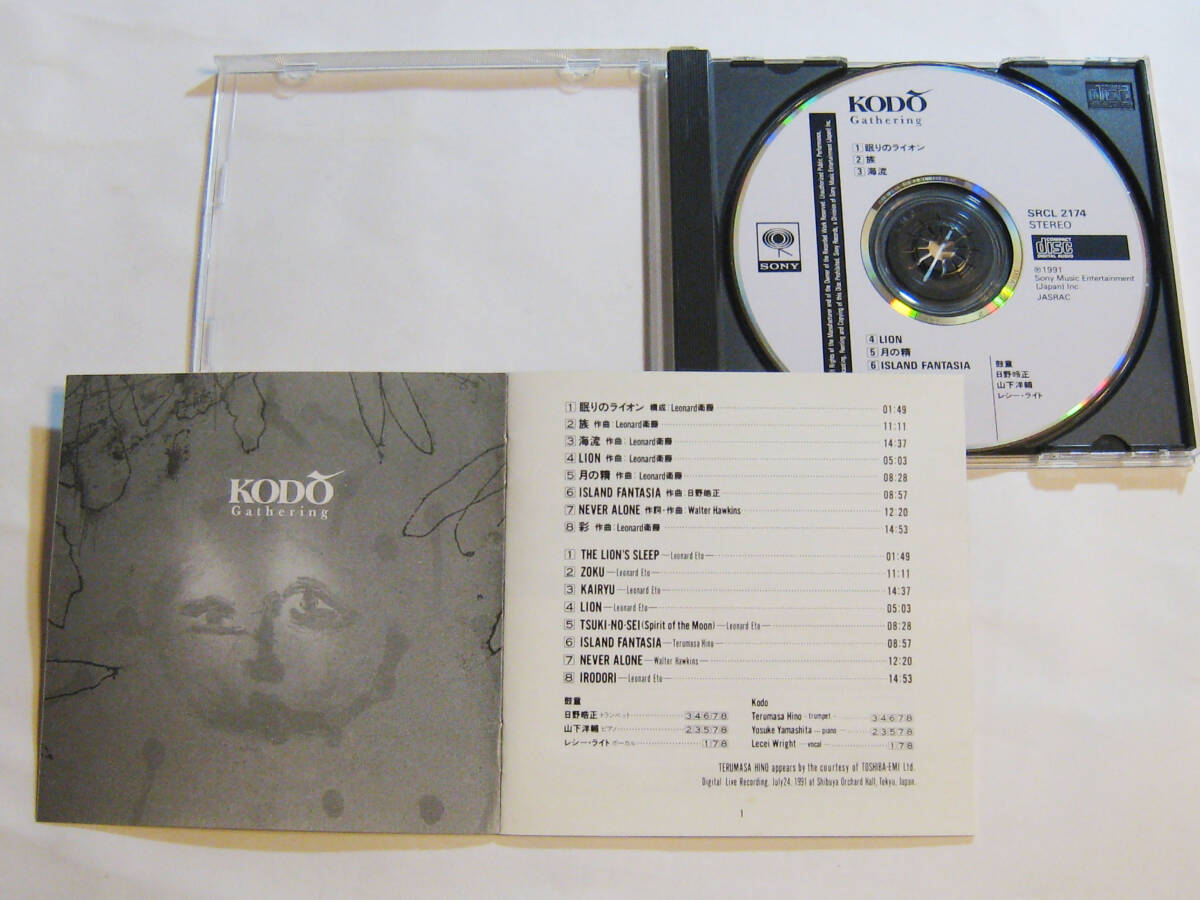 KODŌ
Gathering
1 眠りのライオン
2 族
3 海流
SRCL 2174
STEREO
COMPACT
disc
DIGITAL AUDIO
SONY
℗1991
Sony Music Entertainment
(Japan) Inc.
JASRAC
4 LION
5 月の精
6 ISLAND FANTASIA
鼓童
日野皓正
山下洋輔
レシー・ライト
KODŌ
Gathering
1 眠りのライオン 構成:Leonard衛藤 01:49
2 族 作曲:Leonard衛藤 11:11
3 海流 作曲:Leonard衛藤 14:37
4 LION 作曲:Leonard衛藤 05:03
5 月の精 作曲:Leonard衛藤 08:28
6 ISLAND FANTASIA 作曲:日野皓正 08:57
7 NEVER ALONE 作詞・作曲:Walter Hawkins 12:20
8 彩 作曲:Leonard衛藤 14:53
1 THE LION'S SLEEP—Leonard Eto— 01:49
2 ZOKU—Leonard Eto— 11:11
3 KAIRYU—Leonard Eto— 14:37
4 LION—Leonard Eto— 05:03
5 TSUKI-NO-SEI (Spirit of the Moon)—Leonard Eto— 08:28
6 ISLAND FANTASIA—Terumasa Hino— 08:57
7 NEVER ALONE—Walter Hawkins— 12:20
8 IRODORI—Leonard Eto— 14:53
鼓童
日野皓正 トランペット 3 4 6 7 8
山下洋輔 ピアノ 2 3 5 7 8
レシー・ライト ボーカル 1 7 8
Kodo
Terumasa Hino—trumpet— 3 4 6 7 8
Yosuke Yamashita—piano— 2 3 5 7 8
Lecei Wright—vocal— 1 7 8
TERUMASA HINO appears by the courtesy of TOSHIBA-EMI Ltd.
Digital Live Recording, July24, 1991 at Shibuya Orchard Hall, Tokyo, Japan.
1